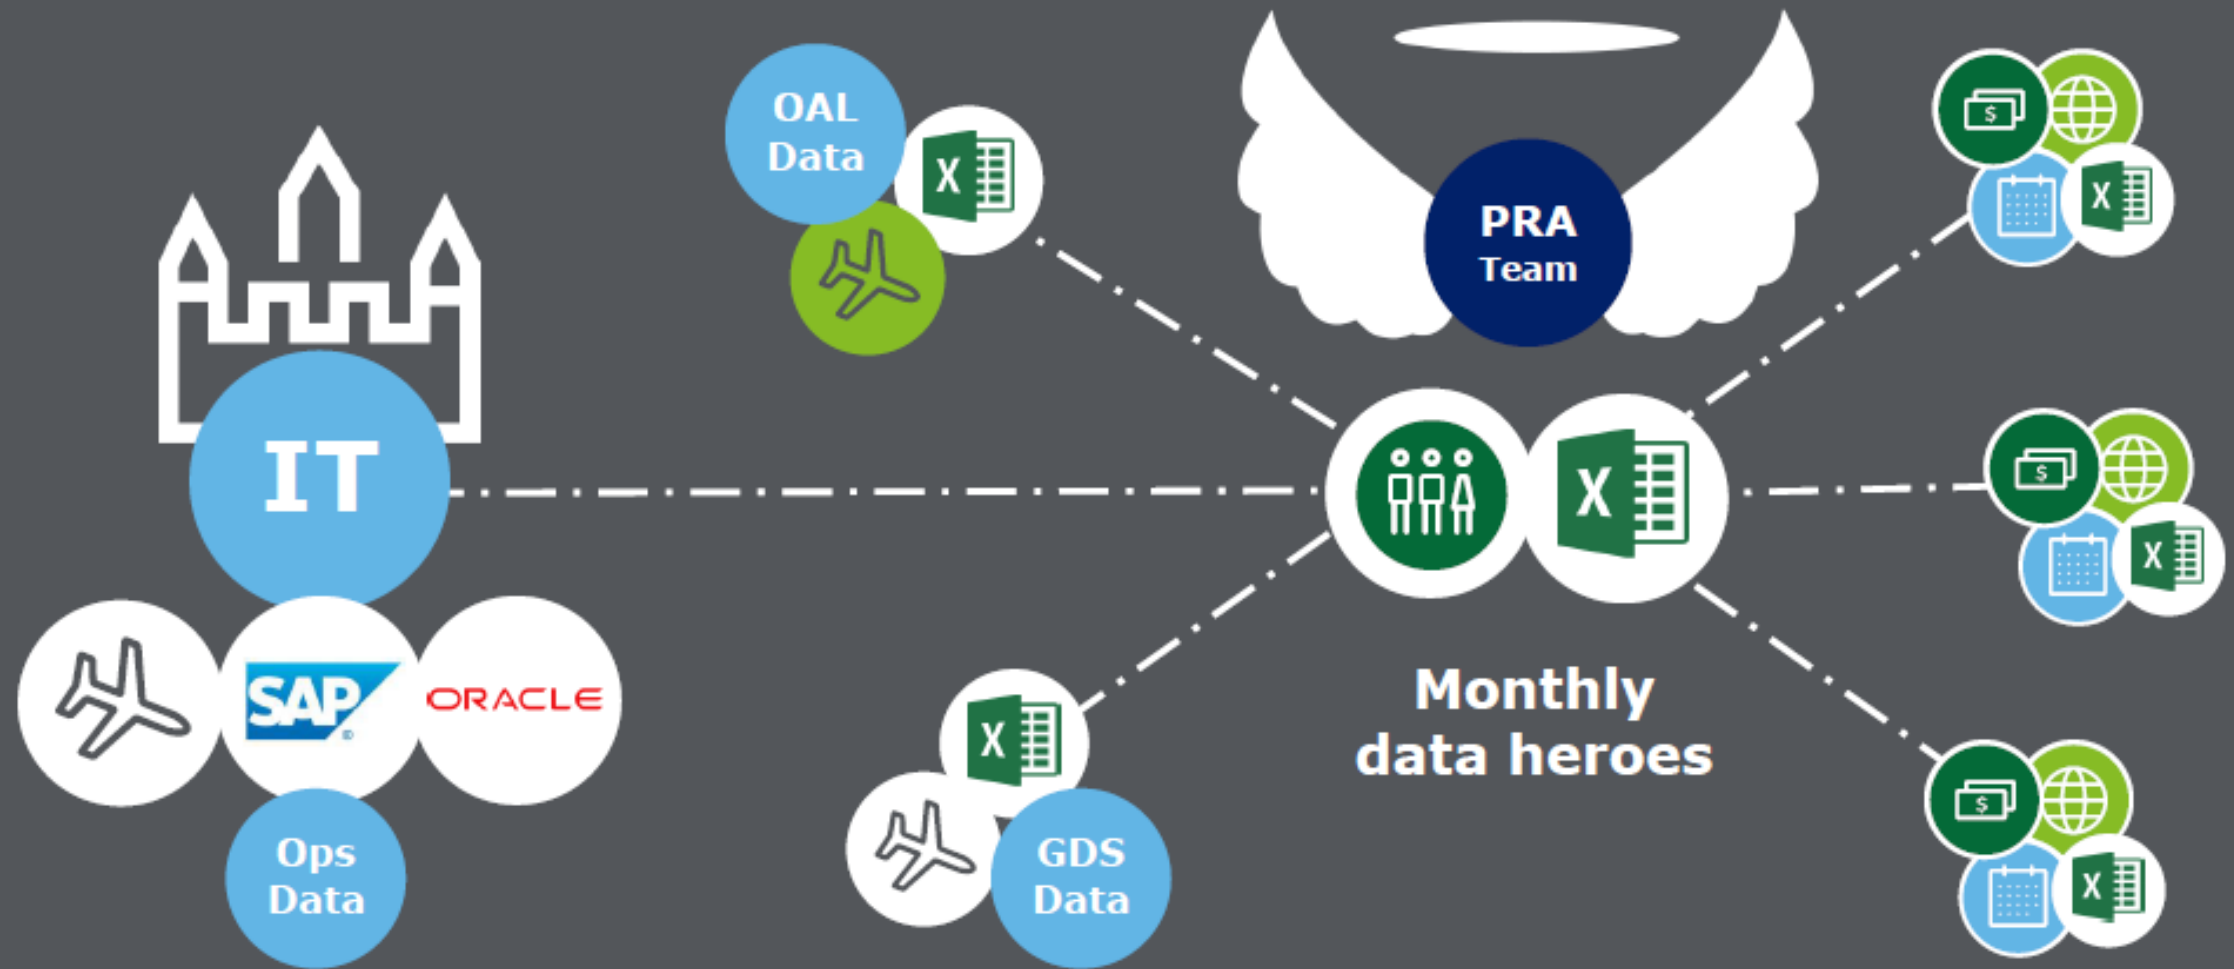 OAL
Data
X
PRA
Team
X
IT
X
X
SAP
®
ORACLE
X
Monthly
data heroes
X
Ops
Data
GDS
Data
X
$
$
$